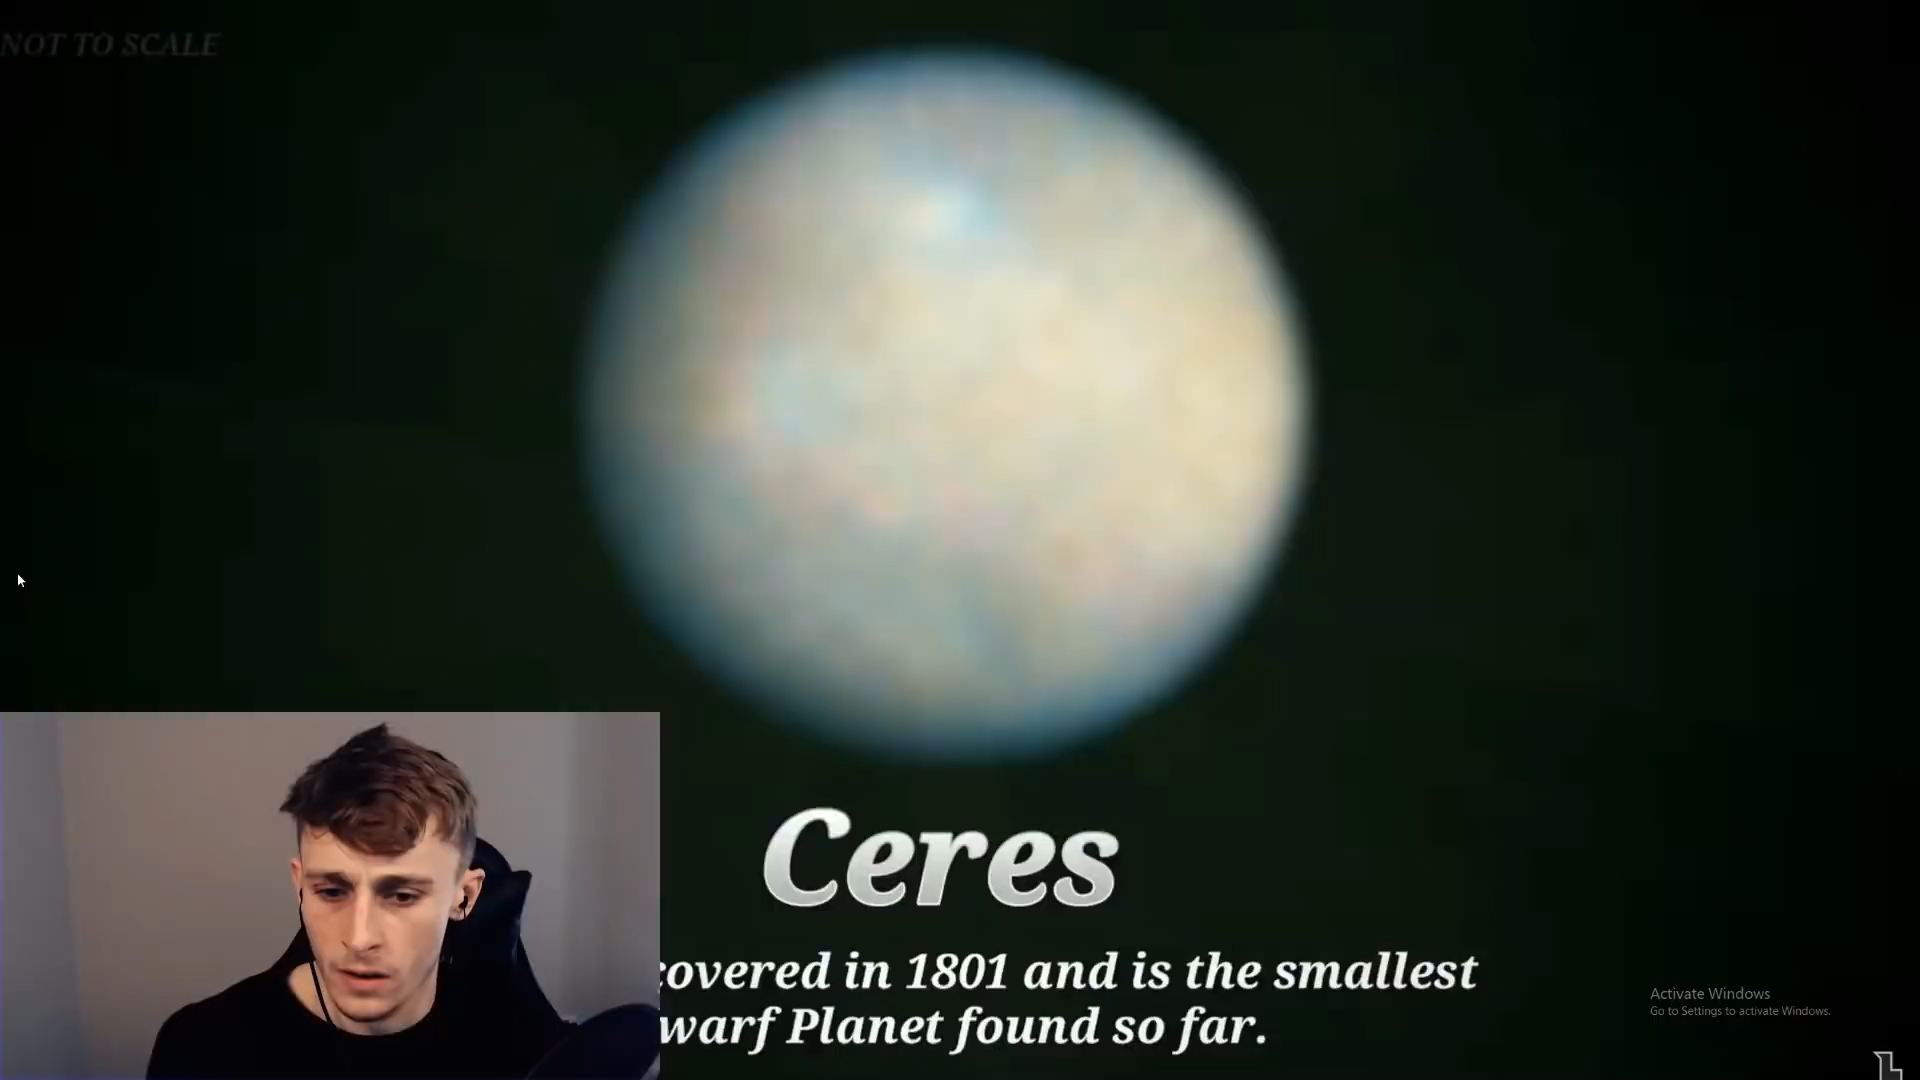 NOT TO SCALE
Ceres
covered in 1801 and is the smallest
warf Planet found so far.
Activate Windows
Go to Settings to activate Windows.